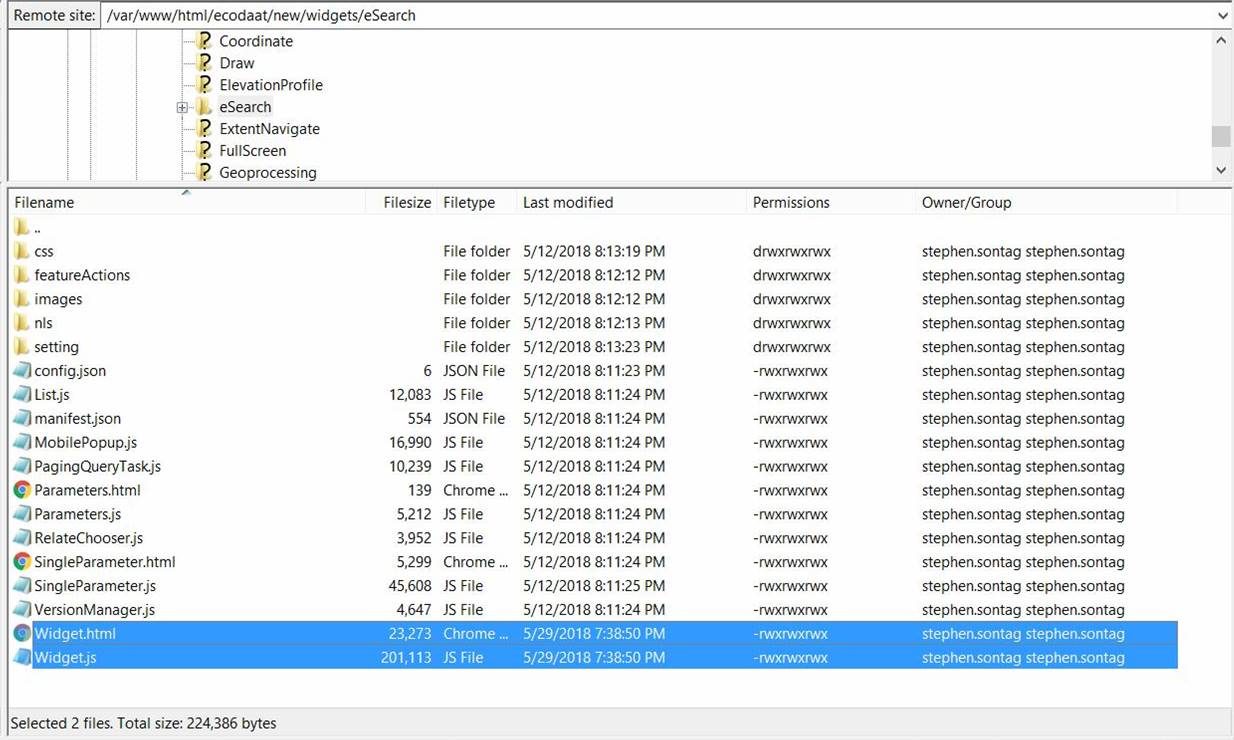 Remote site: /var/www/html/ecodaat/new/widgets/eSearch
Coordinate
Draw
ElevationProfile
eSearch
ExtentNavigate
FullScreen
Geoprocessing
Filename Filesize Filetype Last modified Permissions Owner/Group
..
css File folder 5/12/2018 8:13:19 PM drwxrwxrwx stephen.sontag stephen.sontag
featureActions File folder 5/12/2018 8:12:12 PM drwxrwxrwx stephen.sontag stephen.sontag
images File folder 5/12/2018 8:12:12 PM drwxrwxrwx stephen.sontag stephen.sontag
nls File folder 5/12/2018 8:12:13 PM drwxrwxrwx stephen.sontag stephen.sontag
setting File folder 5/12/2018 8:13:23 PM drwxrwxrwx stephen.sontag stephen.sontag
config.json 6 JSON File 5/12/2018 8:11:23 PM -rwxrwxrwx stephen.sontag stephen.sontag
List.js 12,083 JS File 5/12/2018 8:11:24 PM -rwxrwxrwx stephen.sontag stephen.sontag
manifest.json 554 JSON File 5/12/2018 8:11:24 PM -rwxrwxrwx stephen.sontag stephen.sontag
MobilePopup.js 16,990 JS File 5/12/2018 8:11:24 PM -rwxrwxrwx stephen.sontag stephen.sontag
PagingQueryTask.js 10,239 JS File 5/12/2018 8:11:24 PM -rwxrwxrwx stephen.sontag stephen.sontag
Parameters.html 139 Chrome ... 5/12/2018 8:11:24 PM -rwxrwxrwx stephen.sontag stephen.sontag
Parameters.js 5,212 JS File 5/12/2018 8:11:24 PM -rwxrwxrwx stephen.sontag stephen.sontag
RelateChooser.js 3,952 JS File 5/12/2018 8:11:24 PM -rwxrwxrwx stephen.sontag stephen.sontag
SingleParameter.html 5,299 Chrome ... 5/12/2018 8:11:24 PM -rwxrwxrwx stephen.sontag stephen.sontag
SingleParameter.js 45,608 JS File 5/12/2018 8:11:25 PM -rwxrwxrwx stephen.sontag stephen.sontag
VersionManager.js 4,647 JS File 5/12/2018 8:11:24 PM -rwxrwxrwx stephen.sontag stephen.sontag
Widget.html 23,273 Chrome ... 5/29/2018 7:38:50 PM -rwxrwxrwx stephen.sontag stephen.sontag
Widget.js 201,113 JS File 5/29/2018 7:38:50 PM -rwxrwxrwx stephen.sontag stephen.sontag
Selected 2 files. Total size: 224,386 bytes